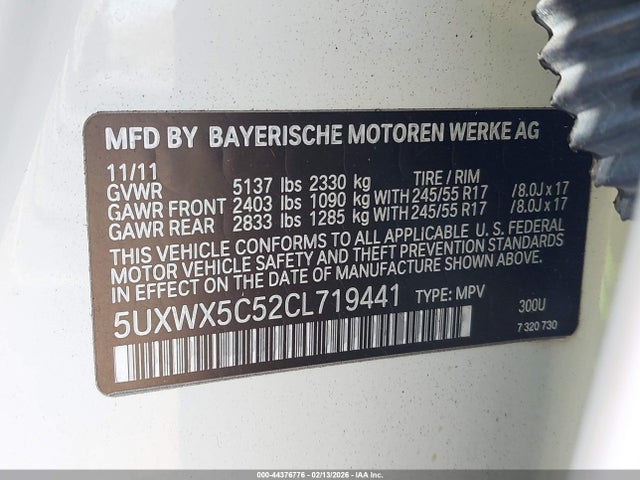 MFD BY BAYERISCHE MOTOREN WERKE AG
11/11 TIRE / RIM
GVWR 5137 lbs 2330 kg
GAWR FRONT 2403 lbs 1090 kg WITH 245/55 R17 /8.0J x 17
GAWR REAR 2833 lbs 1285 kg WITH 245/55 R17 /8.0J x 17
THIS VEHICLE CONFORMS TO ALL APPLICABLE U.S. FEDERAL
MOTOR VEHICLE SAFETY AND THEFT PREVENTION STANDARDS
IN EFFECT ON THE DATE OF MANUFACTURE SHOWN ABOVE.
5UXWX5C52CL719441 TYPE: MPV 300U
7 320 730
000-44376776 - 02/13/2026 - IAA Inc.